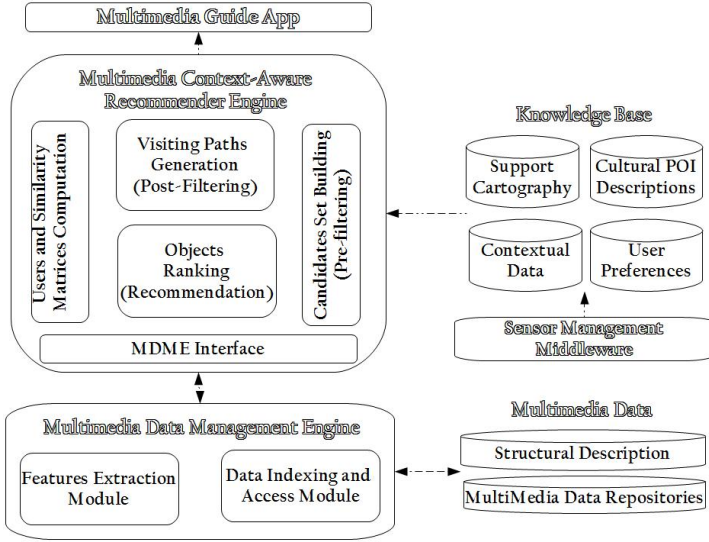 Multimedia Guide App
Multimedia Context-Aware
Recommender Engine
Users and Similarity
Matrices Computation
Visiting Paths
Generation
(Post-Filtering)
Objects
Ranking
(Recommendation)
Candidates Set Building
(Pre-filtering)
MDME Interface
Knowledge Base
Support
Cartography
Cultural POI
Descriptions
Contextual
Data
User
Preferences
Sensor Management
Middleware
Multimedia Data Management Engine
Features Extraction
Module
Data Indexing and
Access Module
Multimedia Data
Structural Description
MultiMedia Data Repositories